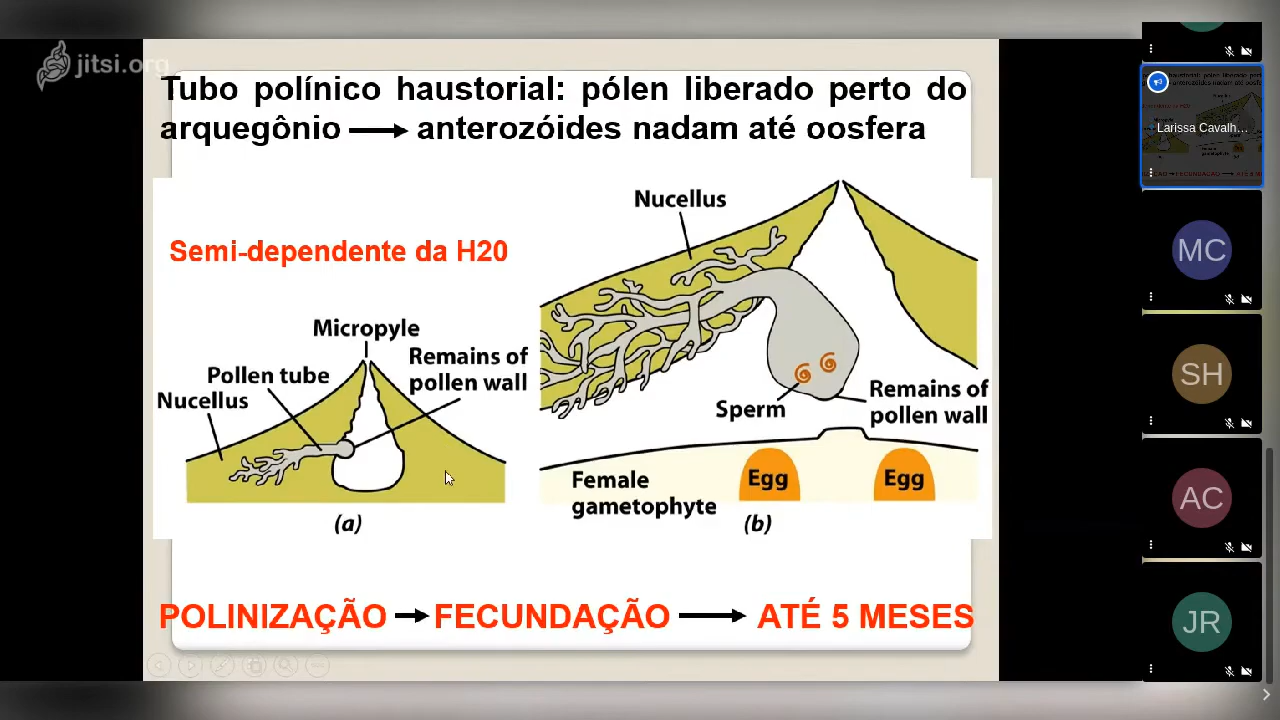 jitsi.org
Tubo polínico haustorial: pólen liberado perto do
arquegônio → anterozóides nadam até oosfera
Semi-dependente da H20
Micropyle
Pollen tube
Nucellus
Remains of
pollen wall
(a)
Nucellus
Sperm
Remains of
pollen wall
Female
gametophyte
Egg
Egg
(b)
POLINIZAÇÃO → FECUNDAÇÃO → ATÉ 5 MESES
Larissa Cavalh...
MC
SH
AC
JR